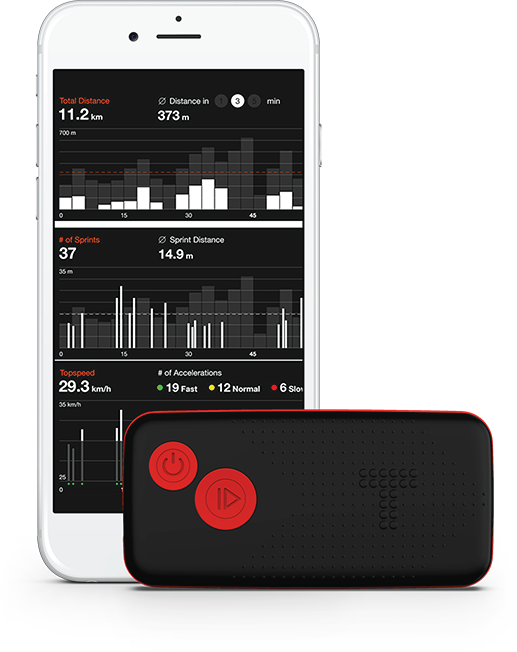 Total Distance
11.2 km
Ø Distance in 1 3 5 min
373 m
700 m
0 15 30 45
# of Sprints
37
Ø Sprint Distance
14.9 m
35 m
0 15 30 45
Topspeed
29.3 km/h
# of Accelerations
19 Fast 12 Normal 6 Slo
35 km/h
25
0